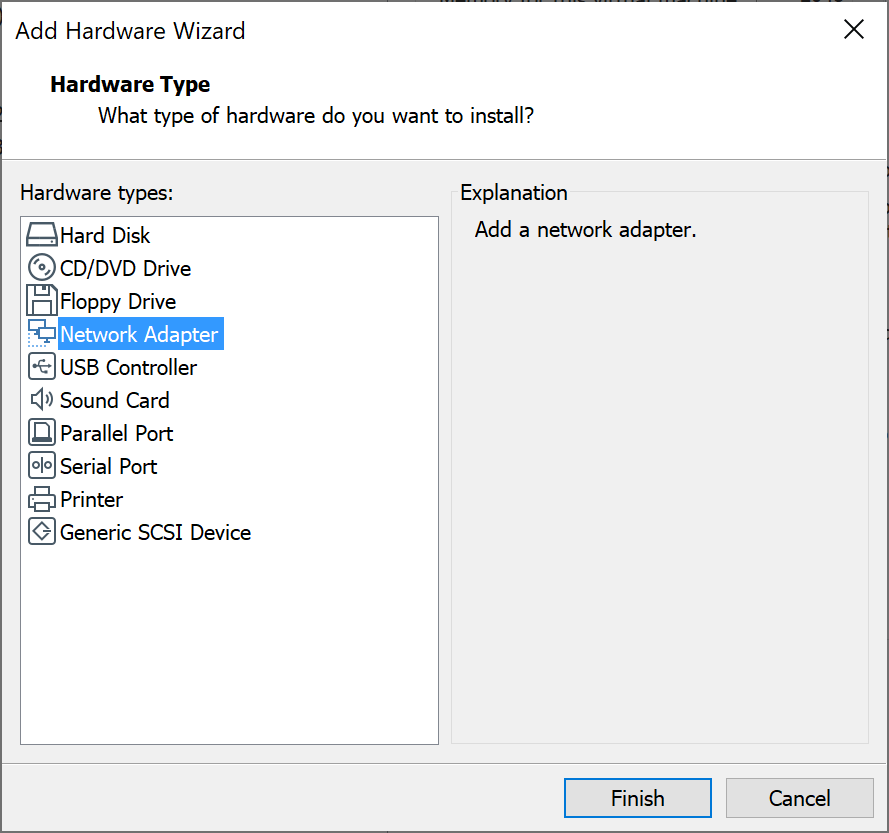 Add Hardware Wizard
Hardware Type
What type of hardware do you want to install?
Hardware types:
Hard Disk
CD/DVD Drive
Floppy Drive
Network Adapter
USB Controller
Sound Card
Parallel Port
Serial Port
Printer
Generic SCSI Device
Explanation
Add a network adapter.
Finish
Cancel